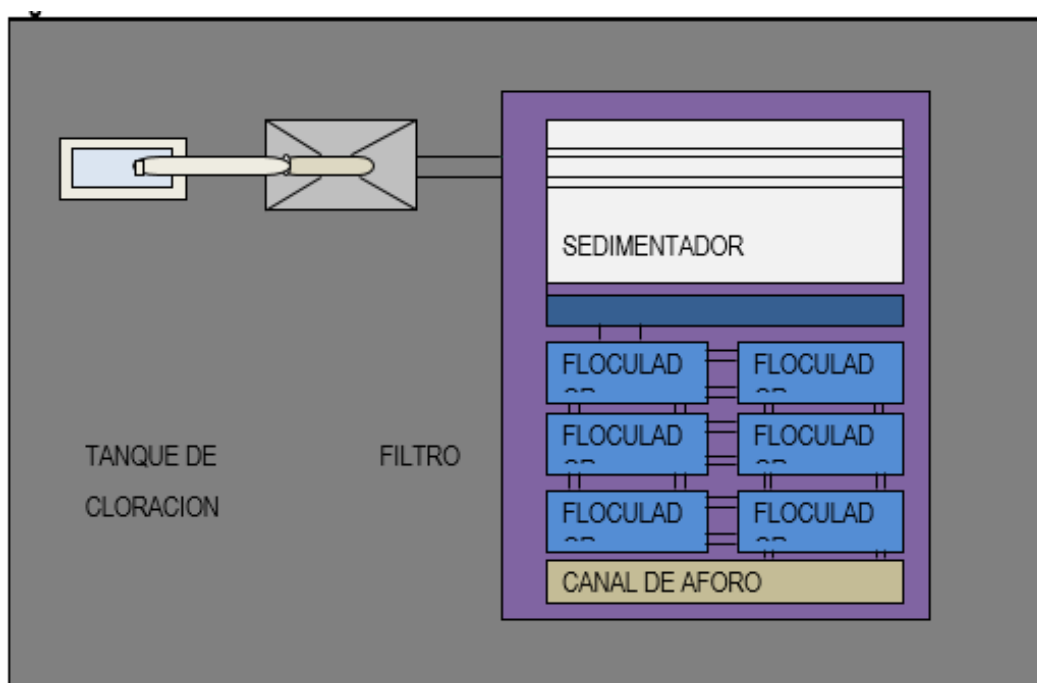 SEDIMENTADOR
FLOCULAD
FLOCULAD
TANQUE DE
CLORACION
FILTRO
FLOCULAD
FLOCULAD
FLOCULAD
FLOCULAD
CANAL DE AFORO